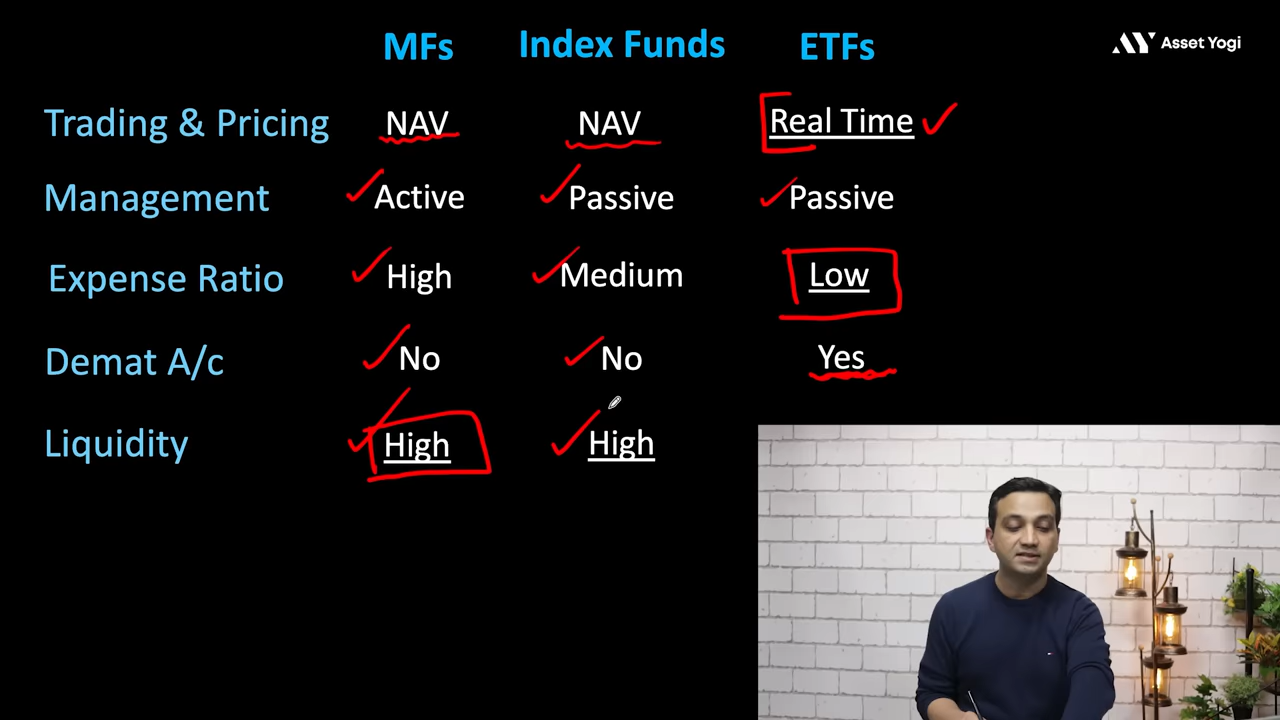 MFs Index Funds ETFs
Asset Yogi
Trading & Pricing NAV NAV Real Time
Management Active Passive Passive
Expense Ratio High Medium Low
Demat A/c No No Yes
Liquidity High High